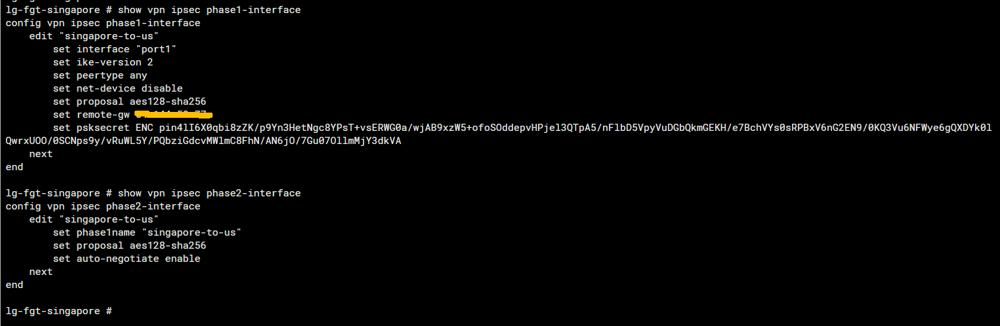 lg-fgt-singapore # show vpn ipsec phase1-interface
config vpn ipsec phase1-interface
    edit "singapore-to-us"
        set interface "port1"
        set ike-version 2
        set peertype any
        set net-device disable
        set proposal aes128-sha256
        set remote-gw
        set psksecret ENC pin4lI6X0qbi8zZK/p9Yn3HetNgc8YPsT+vsERWG0a/wjAB9xzW5+ofoSOddepvHPjel3QTpA5/nFlbD5VpyVuDGbQkmGEKH/e7BchVYs0sRPBxV6nG2EN9/0KQ3Vu6NFWye6gQXDYk0l
QwrxUOO/0SCNps9y/vRuWL5Y/PQbziGdcvMWlmC8FhN/AN6jO/7Gu07OllmMjY3dkVA
    next
end
lg-fgt-singapore # show vpn ipsec phase2-interface
config vpn ipsec phase2-interface
    edit "singapore-to-us"
        set phase1name "singapore-to-us"
        set proposal aes128-sha256
        set auto-negotiate enable
    next
end
lg-fgt-singapore #